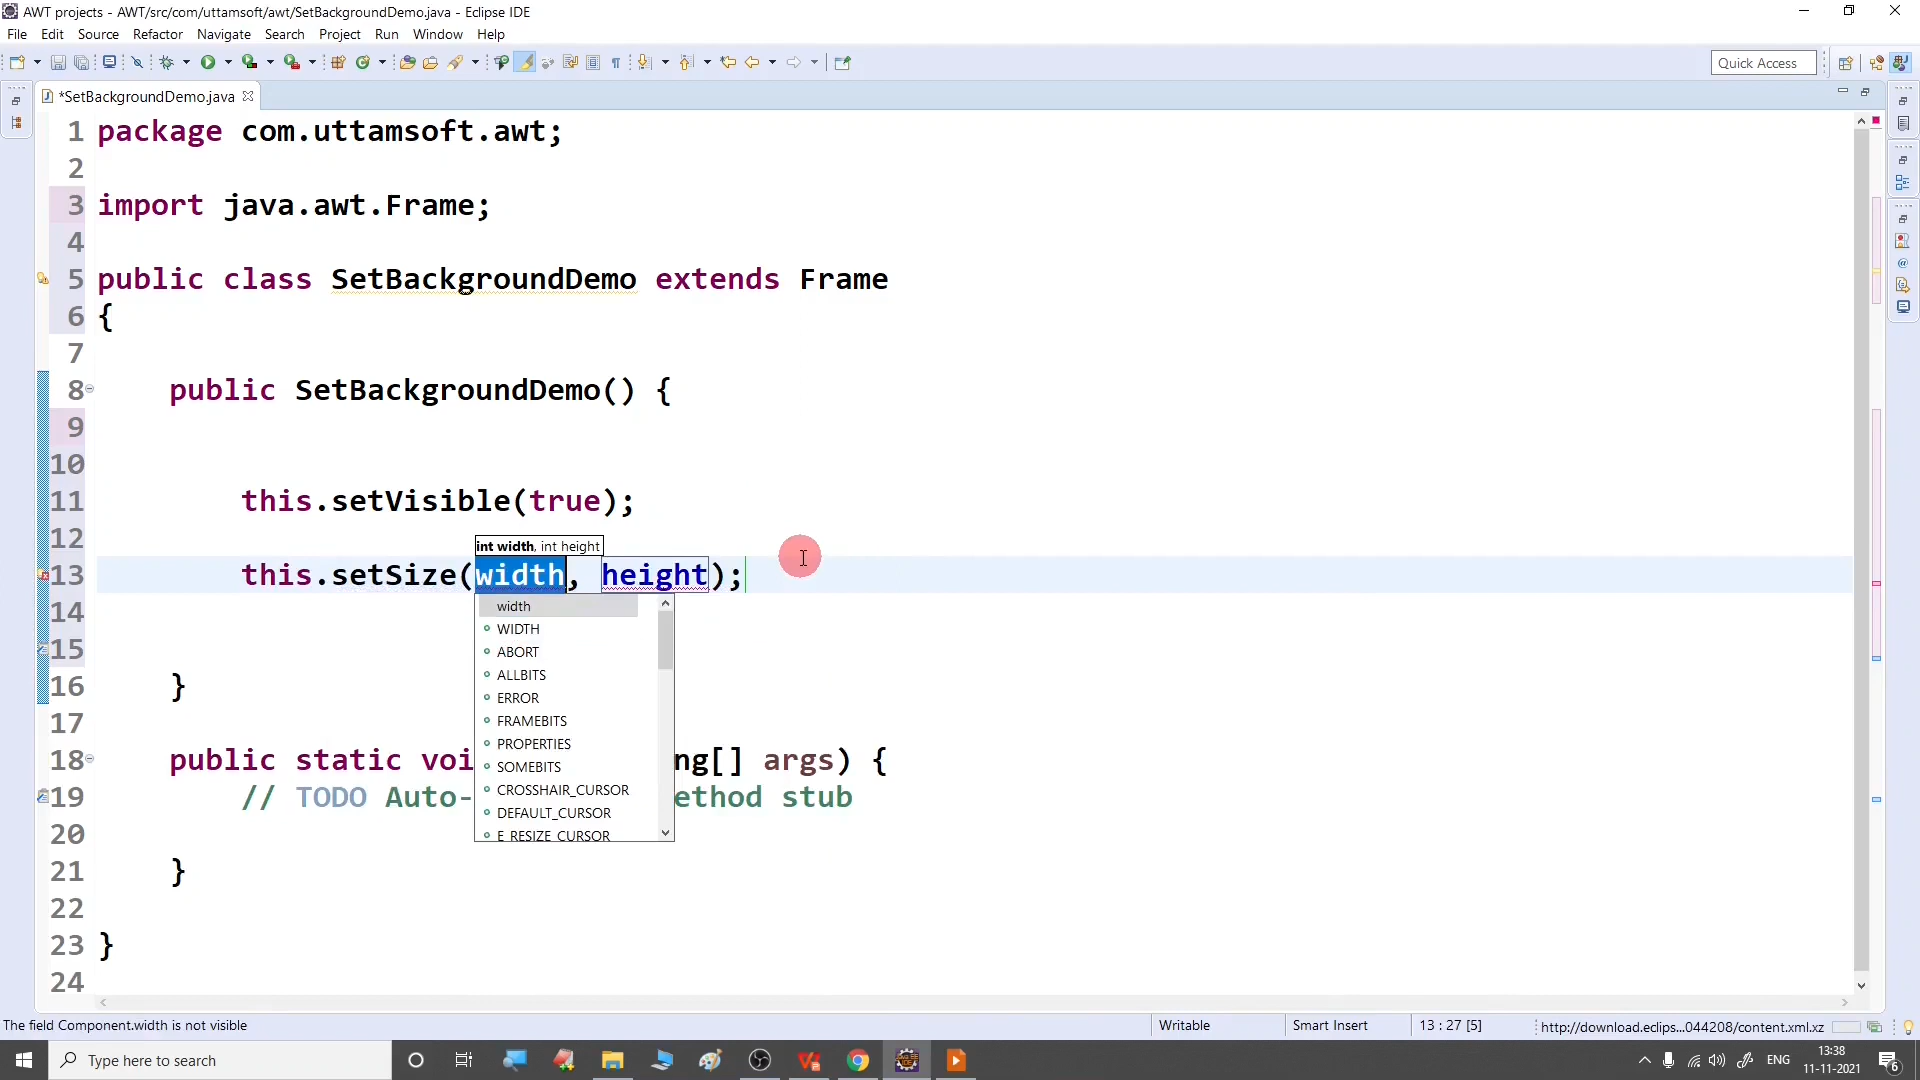 AWT projects - AWT/src/com/uttamsoft/awt/SetBackgroundDemo.java - Eclipse IDE
File Edit Source Refactor Navigate Search Project Run Window Help
Quick Access
*SetBackgroundDemo.java
1 package com.uttamsoft.awt;
2
3 import java.awt.Frame;
4
5 public class SetBackgroundDemo extends Frame
6 {
7
8 public SetBackgroundDemo() {
9
10
11 this.setVisible(true);
12
int width, int height
13 this.setSize(width, height);
width
14
WIDTH
15
ABORT
ALLBITS
16 }
ERROR
FRAMEBITS
17
PROPERTIES
18 public static voi ng[] args) {
SOMEBITS
19 // TODO Auto- ethod stub
CROSSHAIR_CURSOR
DEFAULT_CURSOR
20
E_RESIZE_CURSOR
21 }
22
23 }
24
The field Component.width is not visible Writable Smart Insert 13 : 27 [5] http://download.eclips...044208/content.xml.xz
Type here to search
ENG
13:38
11-11-2021
6